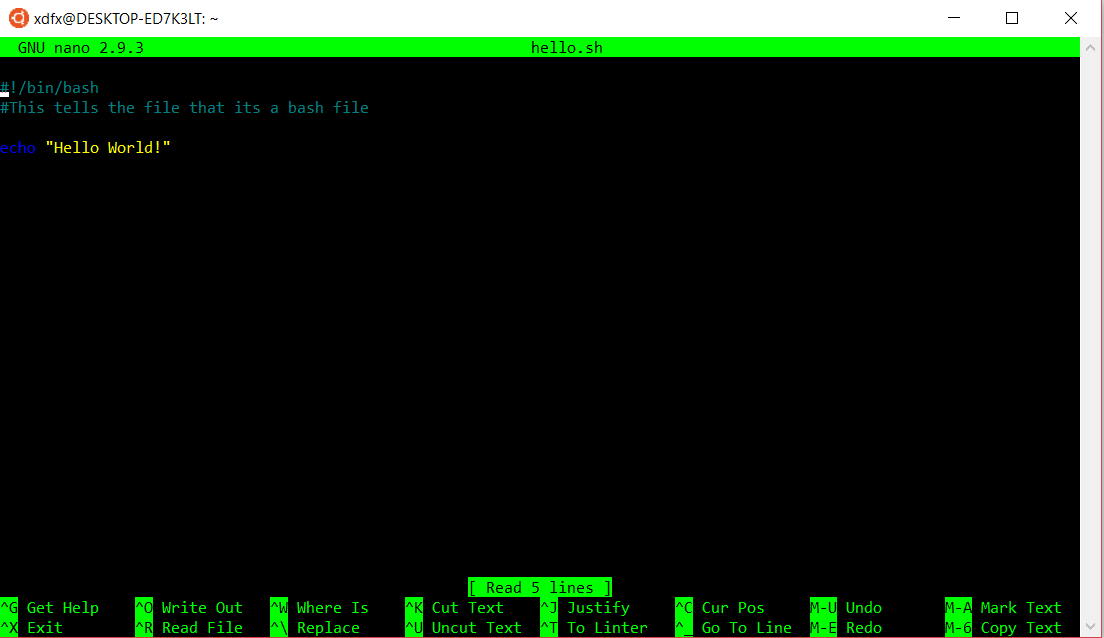 xdfx@DESKTOP-ED7K3LT: ~
GNU nano 2.9.3 hello.sh
#!/bin/bash
#This tells the file that its a bash file
echo "Hello World!"
[ Read 5 lines ]
^G Get Help ^O Write Out ^W Where Is ^K Cut Text ^J Justify ^C Cur Pos M-U Undo M-A Mark Text
^X Exit ^R Read File ^\ Replace ^U Uncut Text ^T To Linter ^_ Go To Line M-E Redo M-6 Copy Text